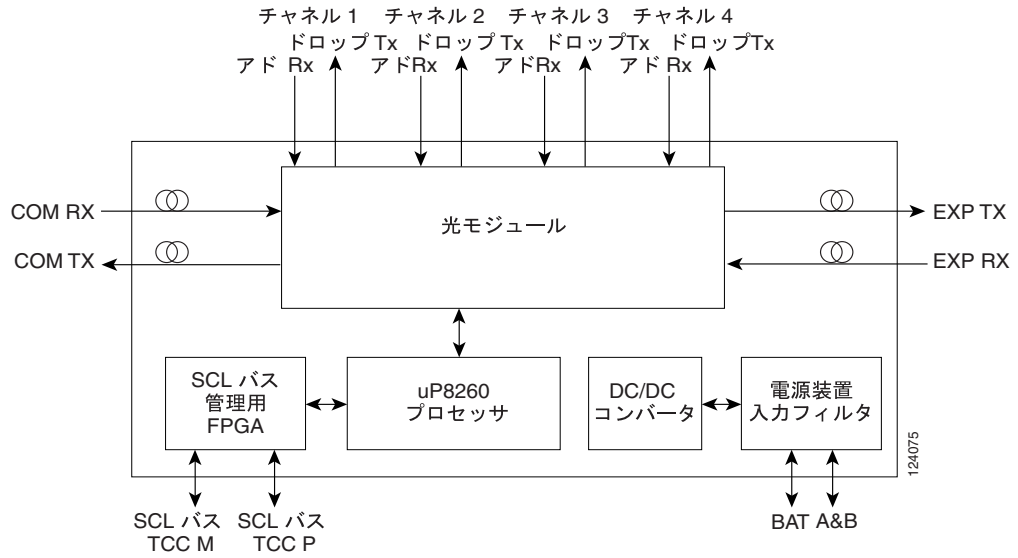 チャネル 1 チャネル 2 チャネル 3 チャネル 4
ドロップ Tx ドロップ Tx ドロップTx ドロップTx
アド Rx アドRx アドRx アド Rx
COM RX
光モジュール
EXP TX
COM TX
EXP RX
SCL バス
管理用
FPGA
uP8260
プロセッサ
DC/DC
コンバータ
電源装置
入力フィルタ
124075
SCL バス
TCC M
SCL バス
TCC P
BAT A&B